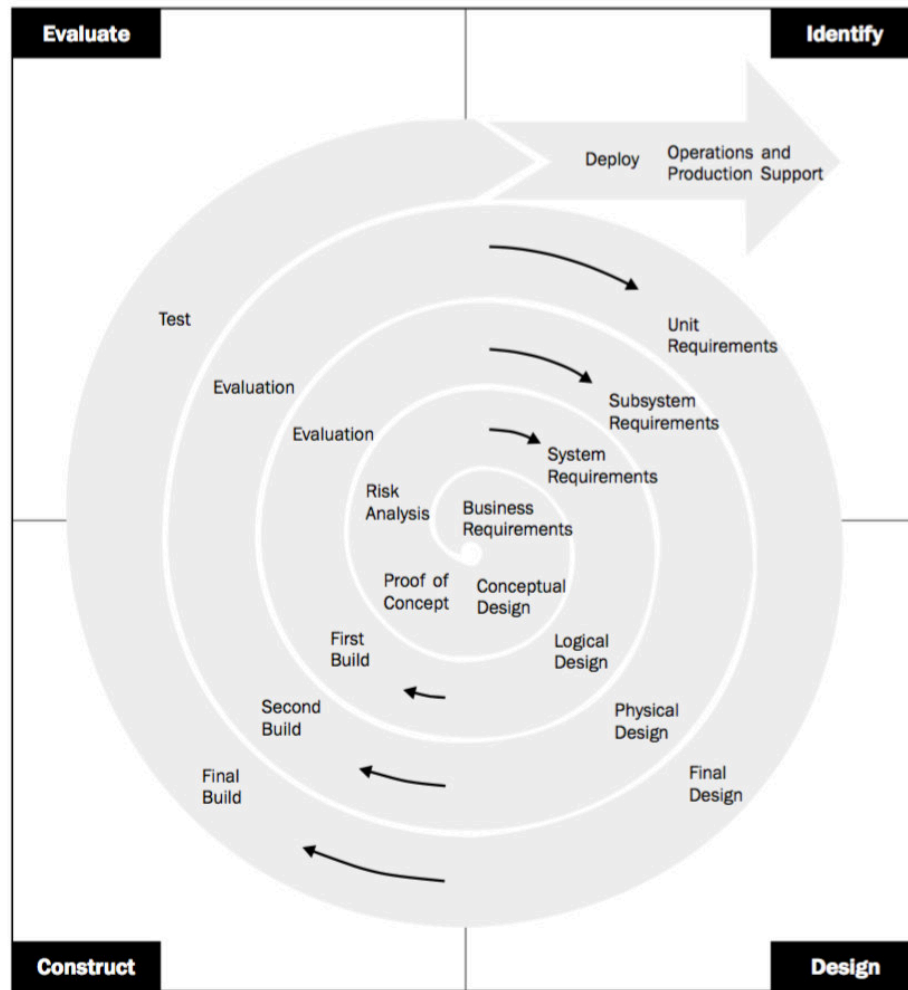 Evaluate
Identify
Deploy
Operations and
Production Support
Test
Unit
Requirements
Evaluation
Subsystem
Requirements
Evaluation
System
Requirements
Risk
Analysis
Business
Requirements
Proof of
Concept
Conceptual
Design
First
Build
Logical
Design
Second
Build
Physical
Design
Final
Build
Final
Design
Construct
Design